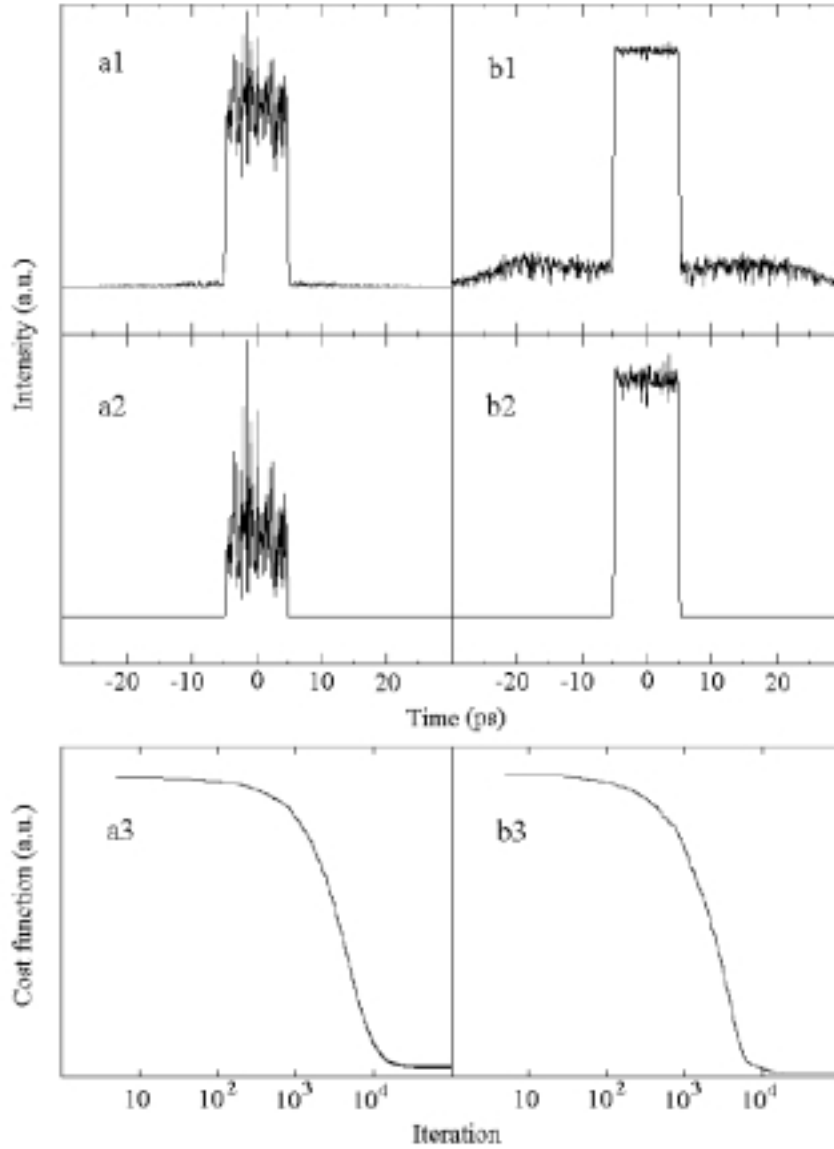 a1
b1
Intensity (a.u.)
a2
b2
-20 -10 0 10 20 -20 -10 0 10 20
Time (ps)
Cost function (a.u.)
a3
b3
10 10² 10³ 10⁴ 10 10² 10³ 10⁴
Iteration